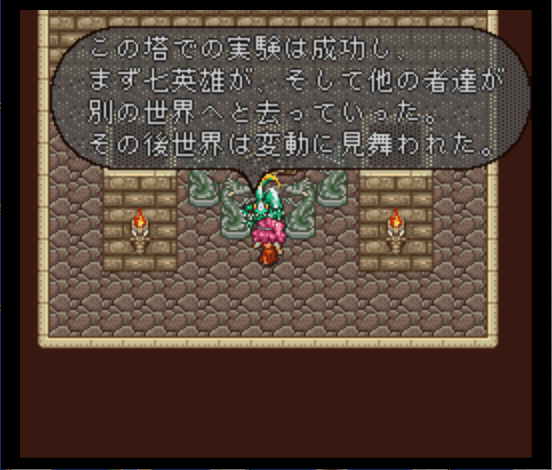 この塔での実験は成功し、
まず七英雄が、そして他の者達が
別の世界へと去っていった。
その後世界は変動に見舞われた。